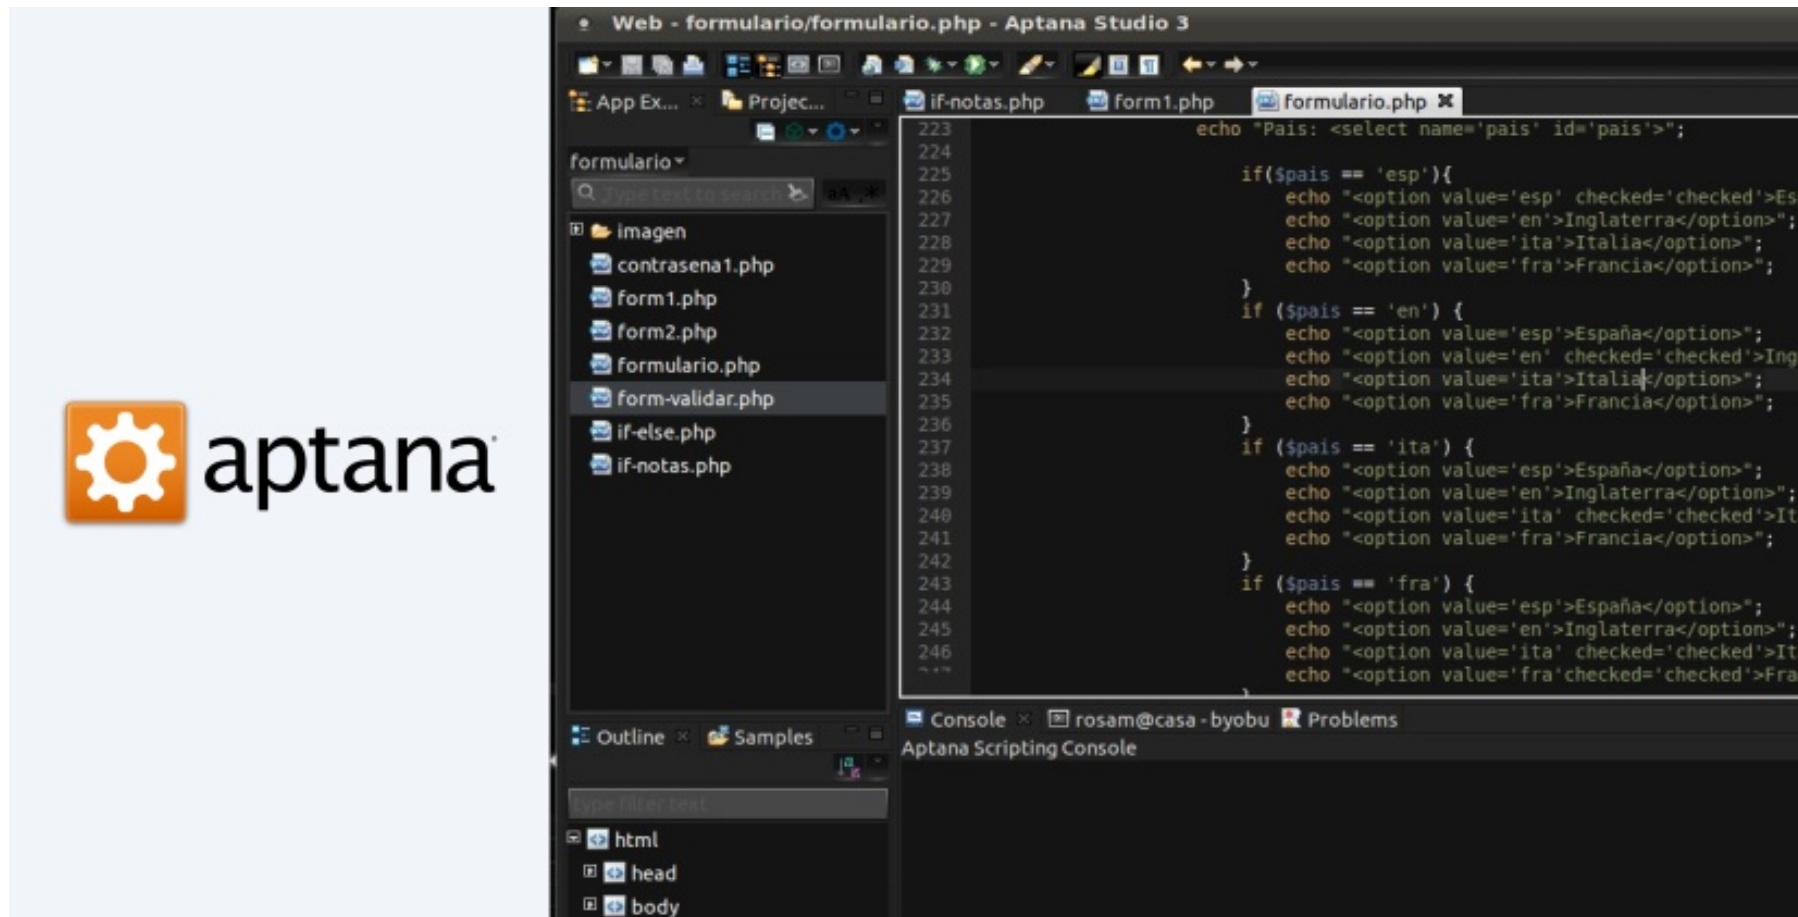 aptana
Web - formulario/formulario.php - Aptana Studio 3
App Ex...
Projec...
formulario
Type text to search
aA
.*
imagen
contrasena1.php
form1.php
form2.php
formulario.php
form-validar.php
if-else.php
if-notas.php
Outline
Samples
type filter text
html
head
body
if-notas.php
form1.php
formulario.php
223 echo "Pais: <select name='pais' id='pais'>";
224
225 if($pais == 'esp'){
226 echo "<option value='esp' checked='checked'>Es
227 echo "<option value='en'>Inglaterra</option>";
228 echo "<option value='ita'>Italia</option>";
229 echo "<option value='fra'>Francia</option>";
230 }
231 if ($pais == 'en') {
232 echo "<option value='esp'>España</option>";
233 echo "<option value='en' checked='checked'>Ing
234 echo "<option value='ita'>Italia</option>";
235 echo "<option value='fra'>Francia</option>";
236 }
237 if ($pais == 'ita') {
238 echo "<option value='esp'>España</option>";
239 echo "<option value='en'>Inglaterra</option>";
240 echo "<option value='ita' checked='checked'>It
241 echo "<option value='fra'>Francia</option>";
242 }
243 if ($pais == 'fra') {
244 echo "<option value='esp'>España</option>";
245 echo "<option value='en'>Inglaterra</option>";
246 echo "<option value='ita' checked='checked'>It
echo "<option value='fra'checked='checked'>Fra
Console
rosam@casa - byobu
Problems
Aptana Scripting Console